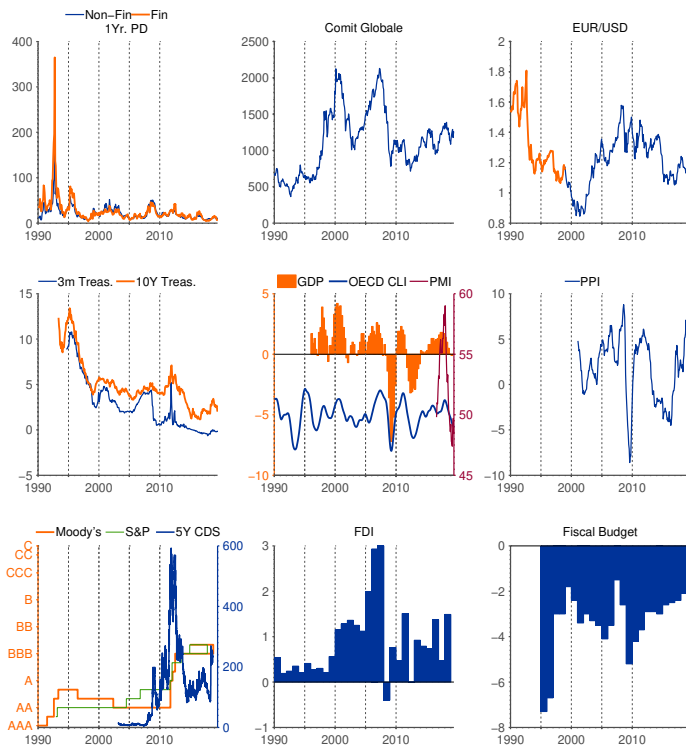 Non−Fin Fin
1Yr. PD
400
300
200
100
0
1990 2000 2010
Comit Globale
2500
2000
1500
1000
500
0
1990 2000 2010
EUR/USD
2
1.8
1.6
1.4
1.2
1
0.8
1990 2000 2010
3m Treas. 10Y Treas.
15
10
5
0
−5
1990 2000 2010
GDP OECD CLI PMI
5 60
0 55
−5 50
−10 45
1990 2000 2010
PPI
10
5
0
−5
−10
1990 2000 2010
Moody's S&P 5Y CDS
C 600
CC
CCC
B 400
BB
BBB
A 200
AA
AAA 0
1990 2000 2010
FDI
3
2
1
0
−1
1990 2000 2010
Fiscal Budget
0
−2
−4
−6
−8
1990 2000 2010